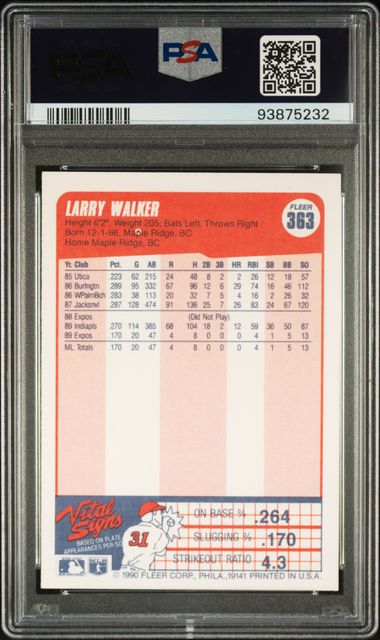 PSA
PSA
93875232
LARRY WALKER
Height 6'2". Weight 205. Bats Left. Throws Right
Born 12-1-66, Maple Ridge, BC
Home Maple Ridge, BC
FLEER
363
Yr. Club Pct. G AB R H 2B 3B HR RBI SB BB SO
85 Utica .223 62 215 24 48 8 2 2 26 12 18 57
86 Burlngtn .289 95 332 67 96 12 6 29 74 16 46 112
86 WPalmBch .283 38 113 20 32 7 5 4 16 2 26 32
87 Jacksnvl .287 128 474 91 136 25 7 26 83 24 67 120
88 Expos (Did Not Play)
89 Indiapls .270 114 385 68 104 18 2 12 59 36 50 87
89 Expos .170 20 47 4 8 0 0 0 4 1 5 13
ML Totals .170 20 47 4 8 0 0 0 4 1 5 13
Vital Signs
BASED ON PLATE
APPEARANCES PER SO
31
ON BASE % .264
SLUGGING % .170
STRIKEOUT RATIO 4.3
© 1990 FLEER CORP., PHILA., 19141 PRINTED IN U.S.A.